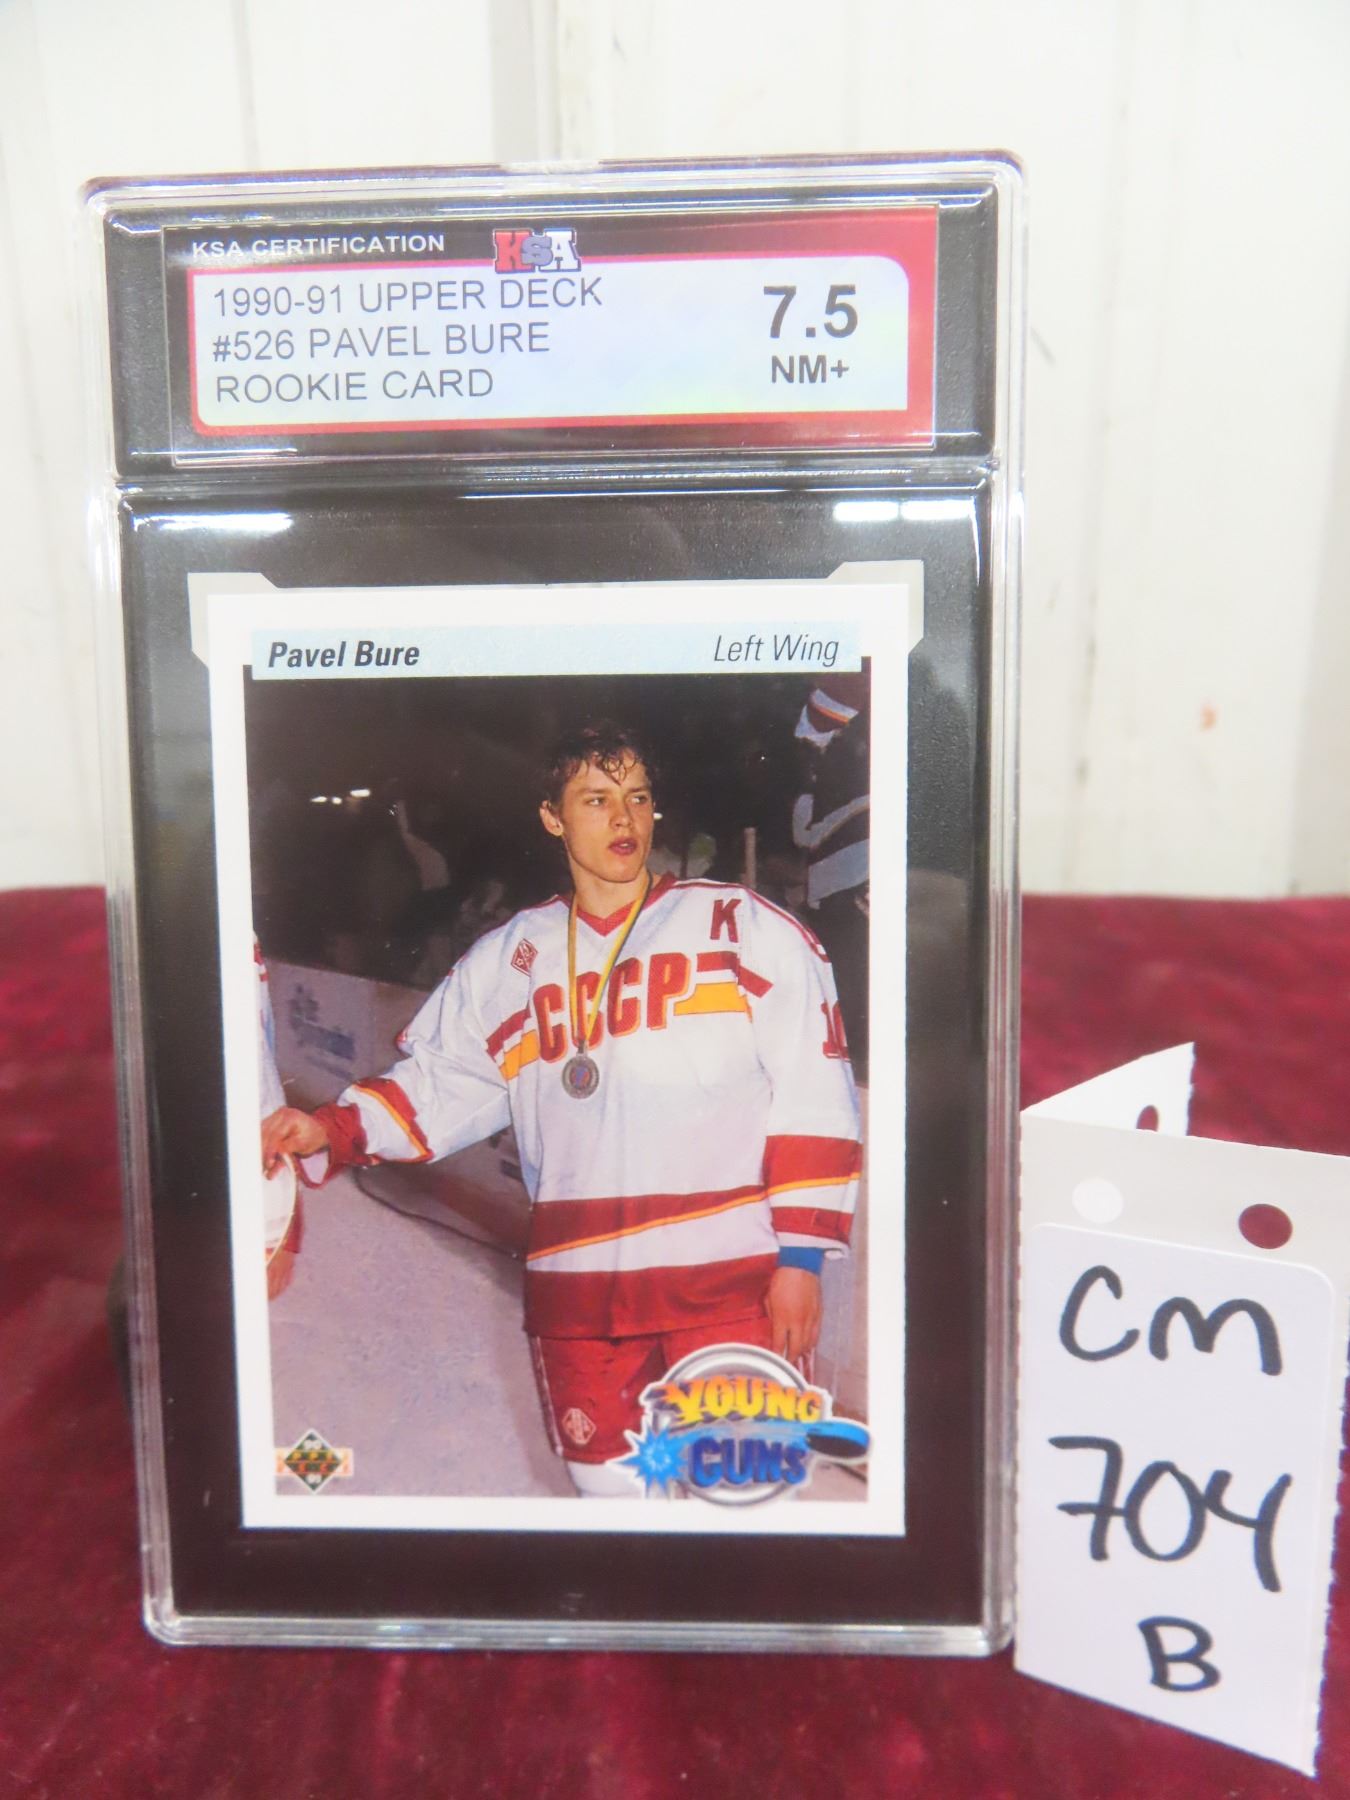 KSA CERTIFICATION
KSA
1990-91 UPPER DECK
#526 PAVEL BURE
ROOKIE CARD
7.5
NM+
Pavel Bure
Left Wing
K
CCCP
YOUNG
GUNS
CM
704
B